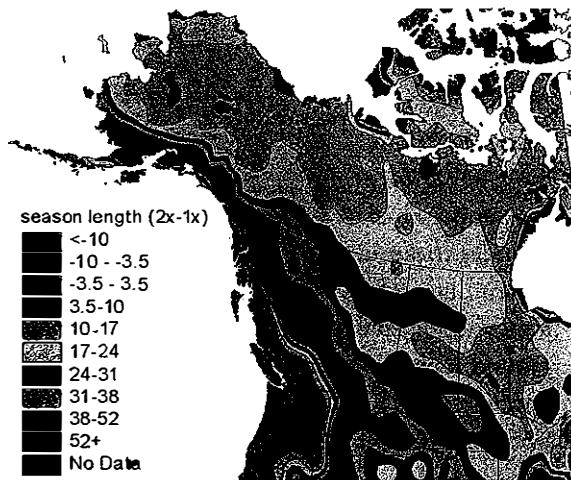 season length (2x-1x)
<-10
-10 - -3.5
-3.5 - 3.5
3.5-10
10-17
17-24
24-31
31-38
38-52
52+
No Data